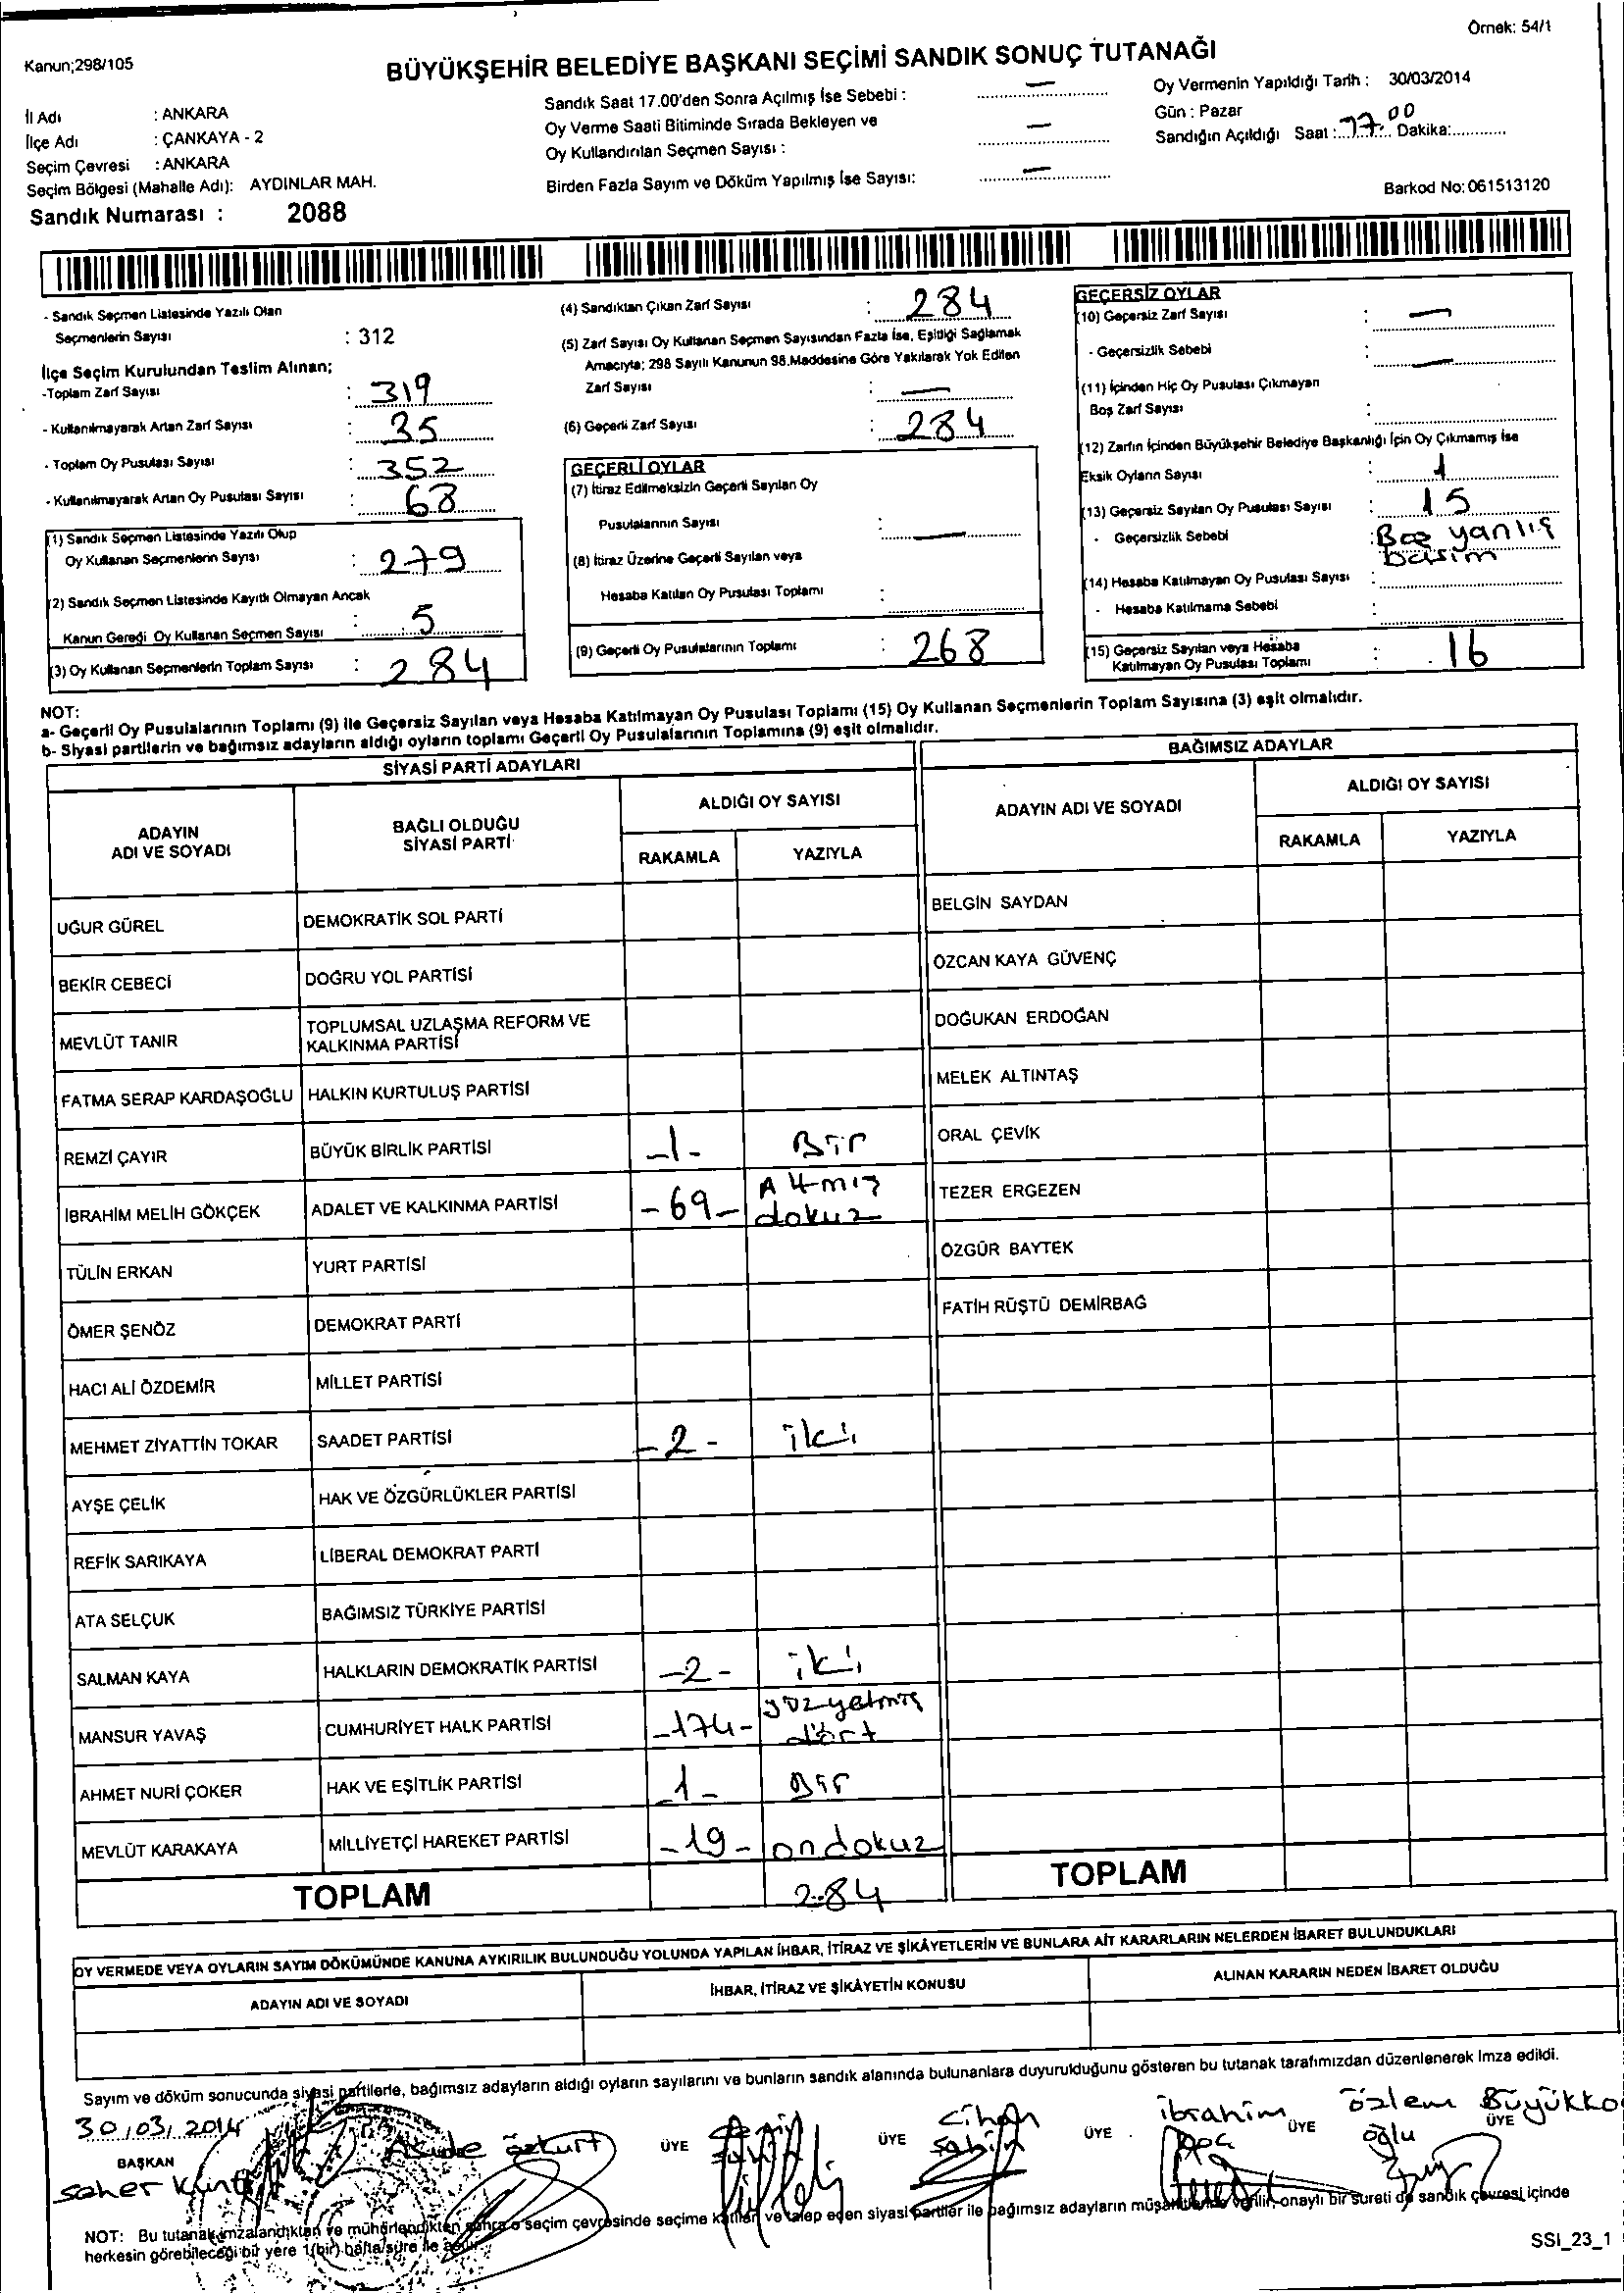 Örnek: 54/1
Kanun;298/105
BÜYÜKŞEHİR BELEDİYE BAŞKANI SEÇİMİ SANDIK SONUÇ TUTANAĞI
İl Adı : ANKARA
İlçe Adı : ÇANKAYA - 2
Seçim Çevresi : ANKARA
Seçim Bölgesi (Mahalle Adı): AYDINLAR MAH.
Sandık Numarası : 2088
Sandık Saat 17.00'den Sonra Açılmış İse Sebebi : —
Oy Verme Saati Bitiminde Sırada Bekleyen ve
Oy Kullandırılan Seçmen Sayısı : —
Birden Fazla Sayım ve Döküm Yapılmış İse Sayısı: —
Oy Vermenin Yapıldığı Tarih : 30/03/2014
Gün : Pazar
Sandığın Açıldığı Saat : 17. 00 Dakika:
Barkod No: 061513120
- Sandık Seçmen Listesinde Yazılı Olan
Seçmenlerin Sayısı : 312
İlçe Seçim Kurulundan Teslim Alınan;
-Toplam Zarf Sayısı : 319
- Kullanılmayarak Artan Zarf Sayısı : 35
- Toplam Oy Pusulası Sayısı : 352
- Kullanılmayarak Artan Oy Pusulası Sayısı : 68
(1) Sandık Seçmen Listesinde Yazılı Olup
Oy Kullanan Seçmenlerin Sayısı : 279
(2) Sandık Seçmen Listesinde Kayıtlı Olmayan Ancak
Kanun Gereği Oy Kullanan Seçmen Sayısı : 5
(3) Oy Kullanan Seçmenlerin Toplam Sayısı : 284
(4) Sandıktan Çıkan Zarf Sayısı : 284
(5) Zarf Sayısı Oy Kullanan Seçmen Sayısından Fazla İse, Eşitliği Sağlamak
Amacıyla; 298 Sayılı Kanunun 98.Maddesine Göre Yakılarak Yok Edilen
Zarf Sayısı : —
(6) Geçerli Zarf Sayısı : 284
GEÇERLİ OYLAR
(7) İtiraz Edilmeksizin Geçerli Sayılan Oy
Pusulalarının Sayısı : —
(8) İtiraz Üzerine Geçerli Sayılan veya
Hesaba Katılan Oy Pusulası Toplamı :
(9) Geçerli Oy Pusulalarının Toplamı : 268
GEÇERSİZ OYLAR
(10) Geçersiz Zarf Sayısı : —
- Geçersizlik Sebebi : —
(11) İçinden Hiç Oy Pusulası Çıkmayan
Boş Zarf Sayısı :
(12) Zarfın İçinden Büyükşehir Belediye Başkanlığı İçin Oy Çıkmamış İse
Eksik Oyların Sayısı : 1
(13) Geçersiz Sayılan Oy Pusulası Sayısı : 15
- Geçersizlik Sebebi : Boş yanlış
basım
(14) Hesaba Katılmayan Oy Pusulası Sayısı :
- Hesaba Katılmama Sebebi :
(15) Geçersiz Sayılan veya Hesaba
Katılmayan Oy Pusulası Toplamı : 16
NOT:
a- Geçerli Oy Pusulalarının Toplamı (9) ile Geçersiz Sayılan veya Hesaba Katılmayan Oy Pusulası Toplamı (15) Oy Kullanan Seçmenlerin Toplam Sayısına (3) eşit olmalıdır.
b- Siyasi partilerin ve bağımsız adayların aldığı oyların toplamı Geçerli Oy Pusulalarının Toplamına (9) eşit olmalıdır.
SİYASİ PARTİ ADAYLARI
ADAYIN
ADI VE SOYADI
BAĞLI OLDUĞU
SİYASİ PARTİ
ALDIĞI OY SAYISI
RAKAMLA YAZIYLA
UĞUR GÜREL DEMOKRATİK SOL PARTİ
BEKİR CEBECİ DOĞRU YOL PARTİSİ
MEVLÜT TANIR TOPLUMSAL UZLAŞMA REFORM VE
KALKINMA PARTİSİ
FATMA SERAP KARDAŞOĞLU HALKIN KURTULUŞ PARTİSİ
REMZİ ÇAYIR BÜYÜK BİRLİK PARTİSİ -1- Bir
İBRAHİM MELİH GÖKÇEK ADALET VE KALKINMA PARTİSİ -69- Altmış
dokuz
TÜLİN ERKAN YURT PARTİSİ
ÖMER ŞENÖZ DEMOKRAT PARTİ
HACI ALİ ÖZDEMİR MİLLET PARTİSİ
MEHMET ZİYATTİN TOKAR SAADET PARTİSİ -2- iki
AYŞE ÇELİK HAK VE ÖZGÜRLÜKLER PARTİSİ
REFİK SARIKAYA LİBERAL DEMOKRAT PARTİ
ATA SELÇUK BAĞIMSIZ TÜRKİYE PARTİSİ
SALMAN KAYA HALKLARIN DEMOKRATİK PARTİSİ -2- iki
MANSUR YAVAŞ CUMHURİYET HALK PARTİSİ -174- yüzyetmiş
dört
AHMET NURİ ÇOKER HAK VE EŞİTLİK PARTİSİ -1- Bir
MEVLÜT KARAKAYA MİLLİYETÇİ HAREKET PARTİSİ -19- ondokuz
TOPLAM 284
BAĞIMSIZ ADAYLAR
ADAYIN ADI VE SOYADI
ALDIĞI OY SAYISI
RAKAMLA YAZIYLA
BELGİN SAYDAN
ÖZCAN KAYA GÜVENÇ
DOĞUKAN ERDOĞAN
MELEK ALTINTAŞ
ORAL ÇEVİK
TEZER ERGEZEN
ÖZGÜR BAYTEK
FATİH RÜŞTÜ DEMİRBAĞ
TOPLAM
OY VERMEDE VEYA OYLARIN SAYIM DÖKÜMÜNDE KANUNA AYKIRILIK BULUNDUĞU YOLUNDA YAPILAN İHBAR, İTİRAZ VE ŞİKÂYETLERİN VE BUNLARA AİT KARARLARIN NELERDEN İBARET BULUNDUKLARI
ADAYIN ADI VE SOYADI İHBAR, İTİRAZ VE ŞİKÂYETİN KONUSU ALINAN KARARIN NEDEN İBARET OLDUĞU
Sayım ve döküm sonucunda siyasi partilerle, bağımsız adayların aldığı oyların sayılarını ve bunların sandık alanında bulunanlara duyurulduğunu gösteren bu tutanak tarafımızdan düzenlenerek imza edildi.
30/03/2014
özkurt
Cihan
Şahin
ibrahim
özlem Büyükko
oğlu
BAŞKAN ÜYE ÜYE ÜYE ÜYE ÜYE
NOT: Bu tutanak imzalandıktan ve mühürlendikten sonra o seçim çevresinde seçime katılan ve talep eden siyasi partiler ile bağımsız adayların müşahitlerine verilir, onaylı bir sureti de sandık çevresi içinde
herkesin görebileceği bir yere 1(bir) hafta süre ile asılır.
SSI_23_1